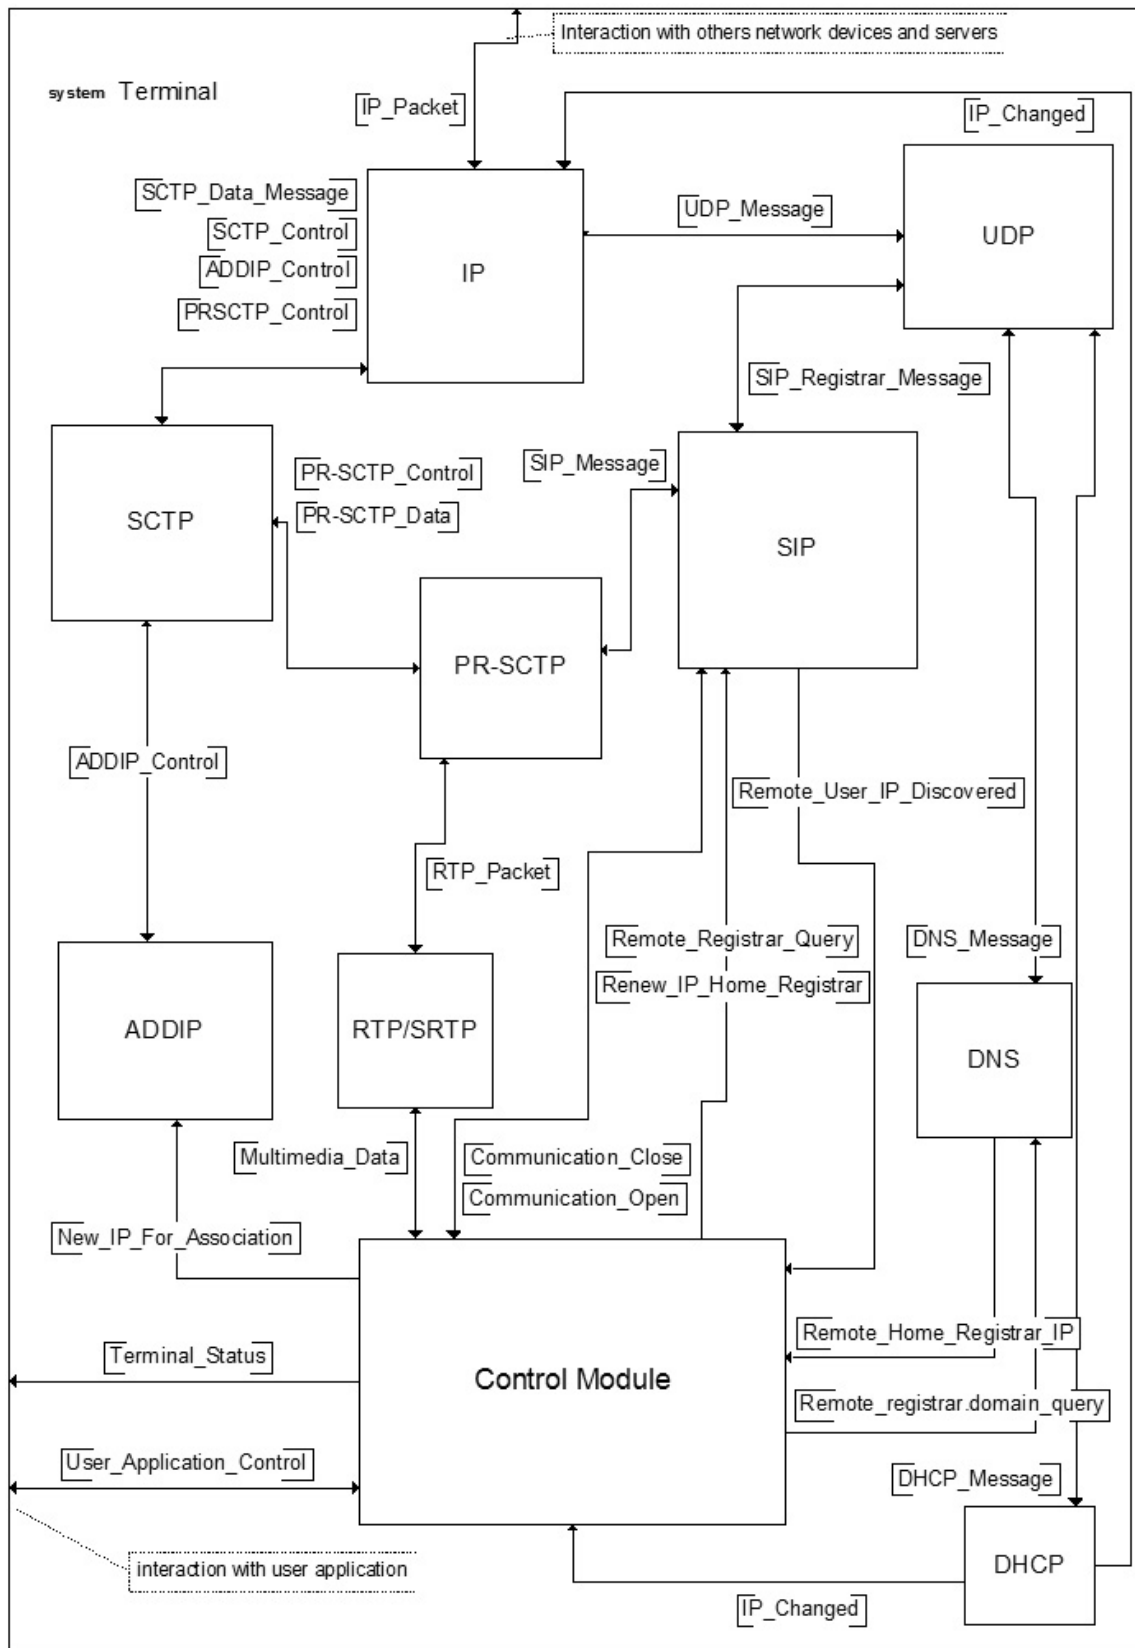 Interaction with others network devices and servers
system Terminal
IP_Packet
IP_Changed
SCTP_Data_Message
SCTP_Control
ADDIP_Control
PRSCTP_Control
IP
UDP_Message
UDP
SIP_Registrar_Message
SCTP
PR-SCTP_Control
PR-SCTP_Data
SIP_Message
SIP
PR-SCTP
ADDIP_Control
Remote_User_IP_Discovered
RTP_Packet
Remote_Registrar_Query
Renew_IP_Home_Registrar
DNS_Message
ADDIP
RTP/SRTP
DNS
Multimedia_Data
Communication_Close
Communication_Open
New_IP_For_Association
Remote_Home_Registrar_IP
Terminal_Status
Control Module
Remote_registrar.domain_query
User_Application_Control
DHCP_Message
interaction with user application
DHCP
IP_Changed